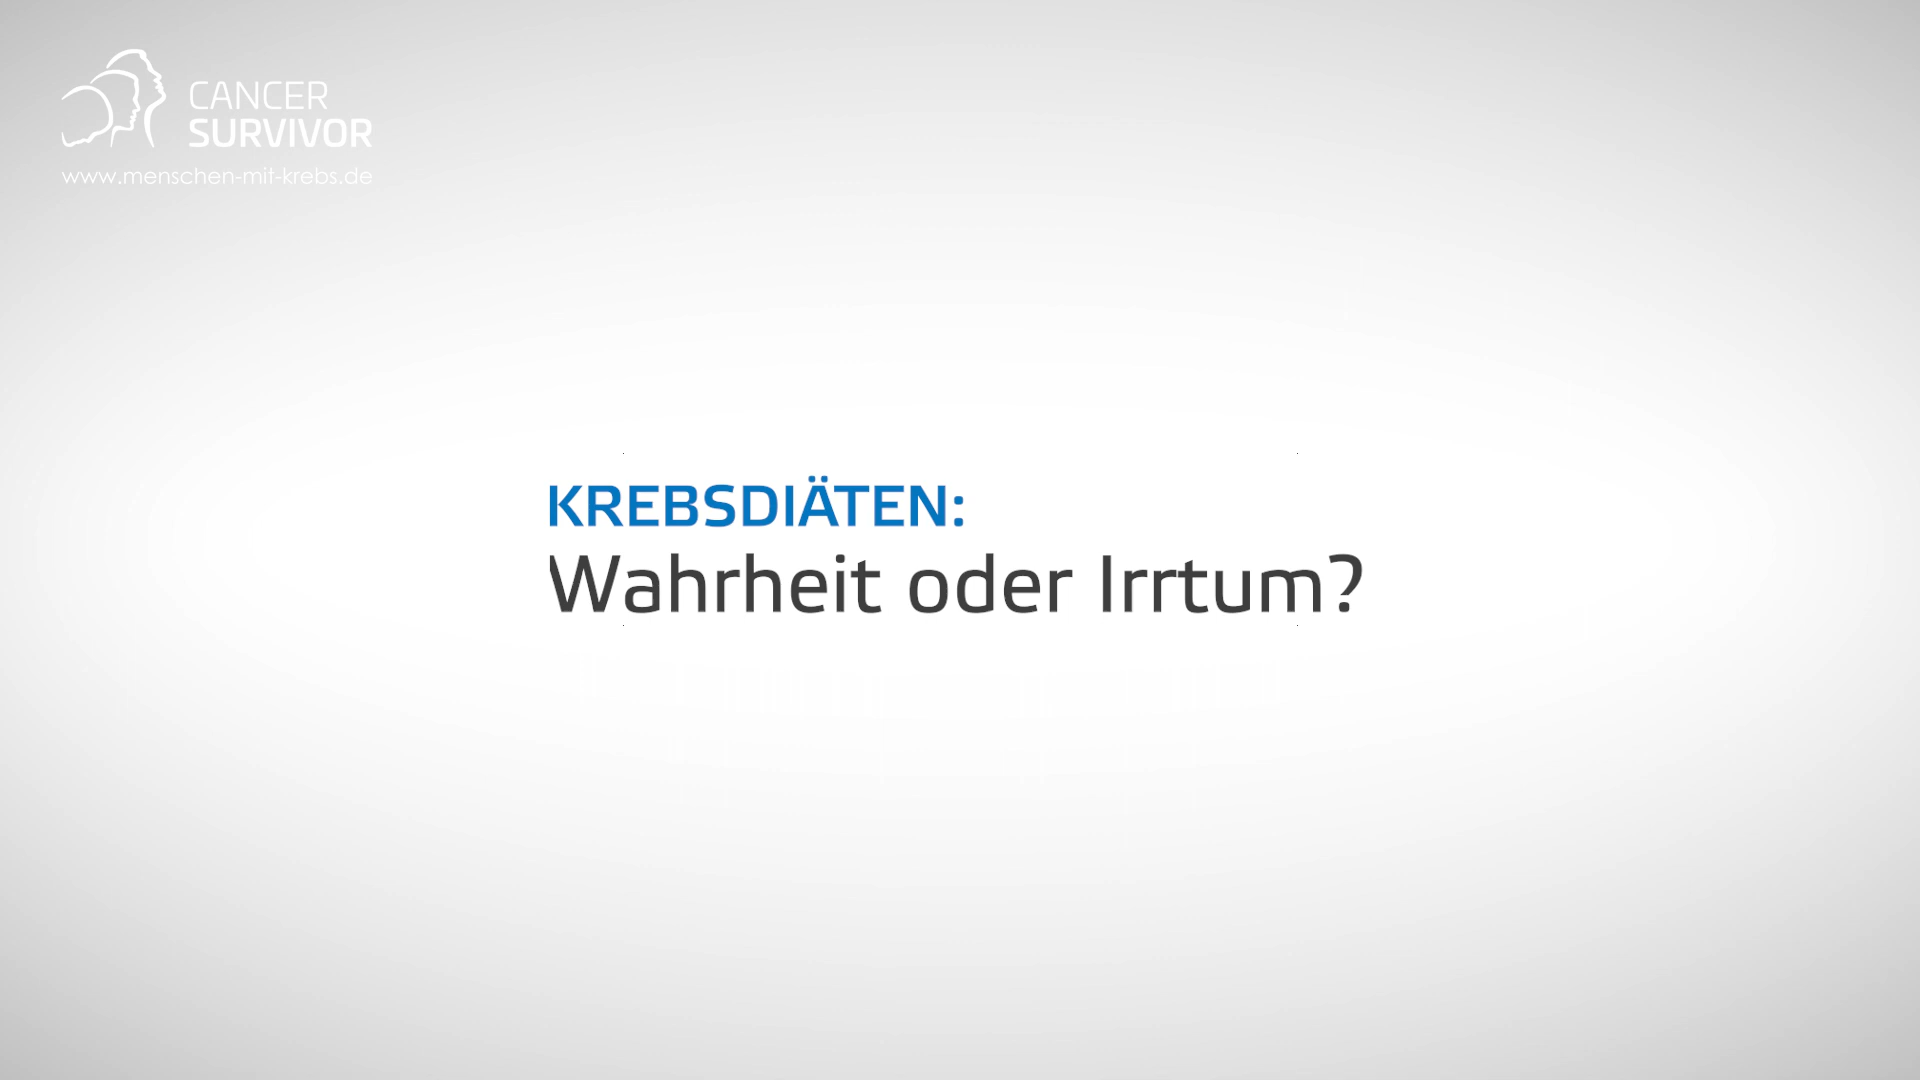 CANCER
SURVIVOR
www.menschen-mit-krebs.de
KREBSDIÄTEN:
Wahrheit oder Irrtum?